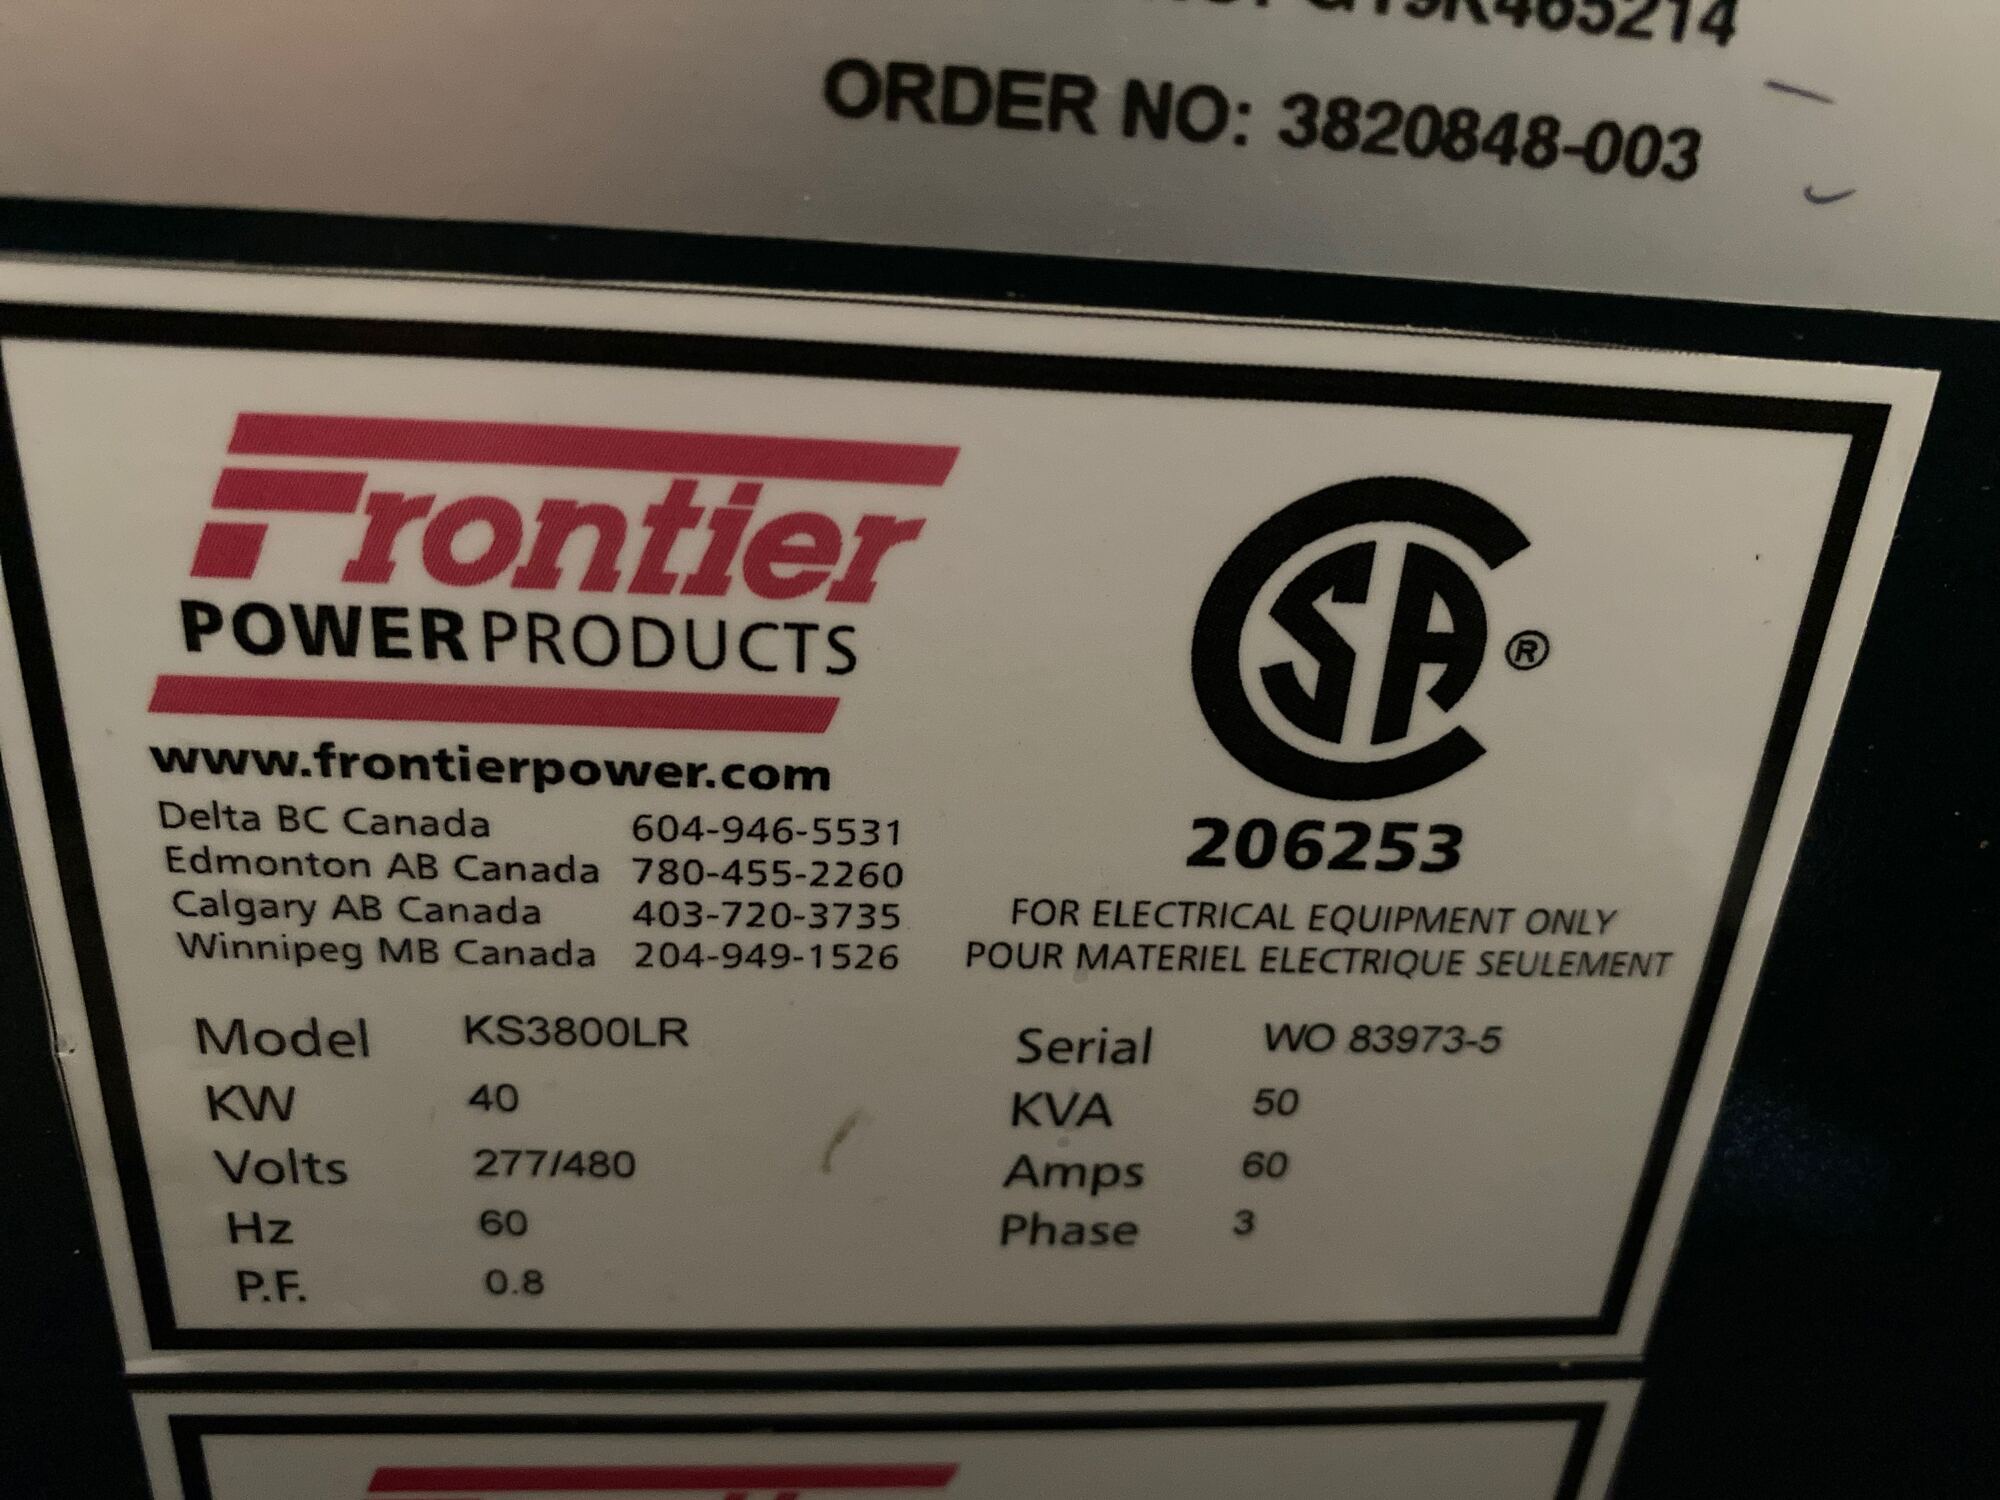 G19K465214
ORDER NO: 3820848-003
Frontier
POWERPRODUCTS
www.frontierpower.com
Delta BC Canada 604-946-5531
Edmonton AB Canada 780-455-2260
Calgary AB Canada 403-720-3735
Winnipeg MB Canada 204-949-1526
CSA ®
206253
FOR ELECTRICAL EQUIPMENT ONLY
POUR MATERIEL ELECTRIQUE SEULEMENT
Model KS3800LR Serial WO 83973-5
KW 40 KVA 50
Volts 277/480 Amps 60
Hz 60 Phase 3
P.F. 0.8